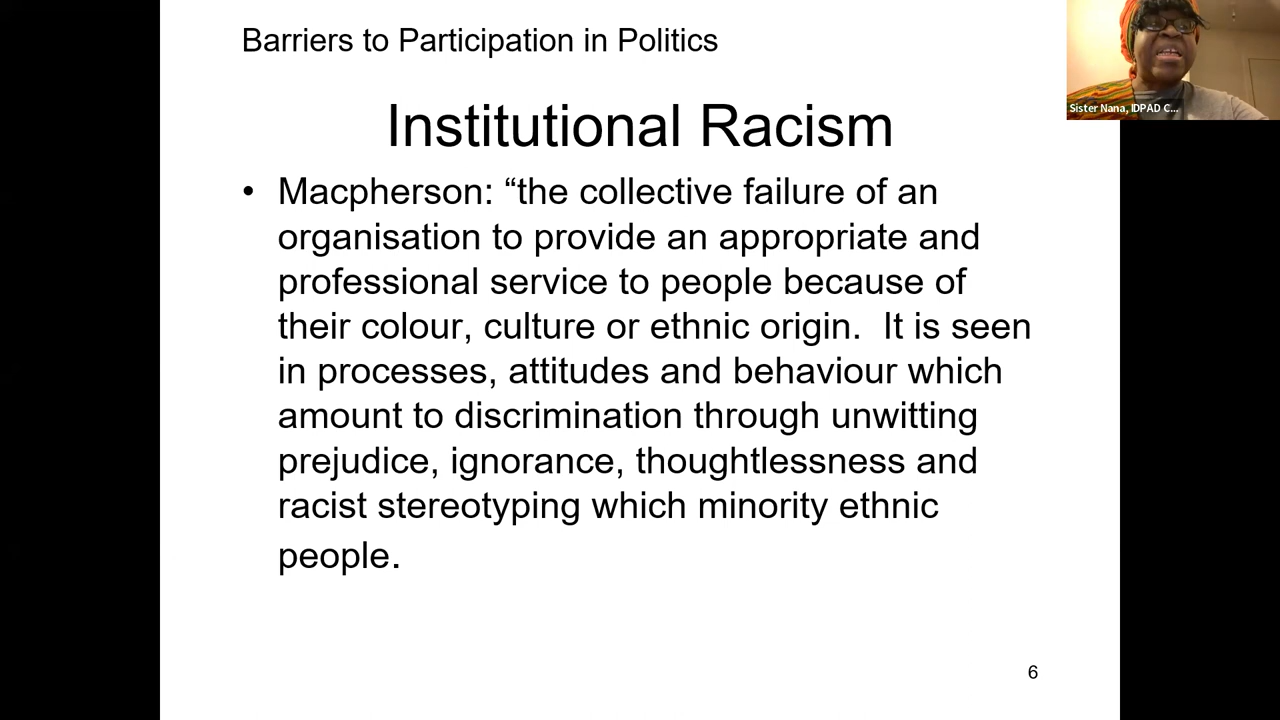 Barriers to Participation in Politics
Sister Nana, IDPAD C...
Institutional Racism
• Macpherson: “the collective failure of an
organisation to provide an appropriate and
professional service to people because of
their colour, culture or ethnic origin.  It is seen
in processes, attitudes and behaviour which
amount to discrimination through unwitting
prejudice, ignorance, thoughtlessness and
racist stereotyping which minority ethnic
people.
6